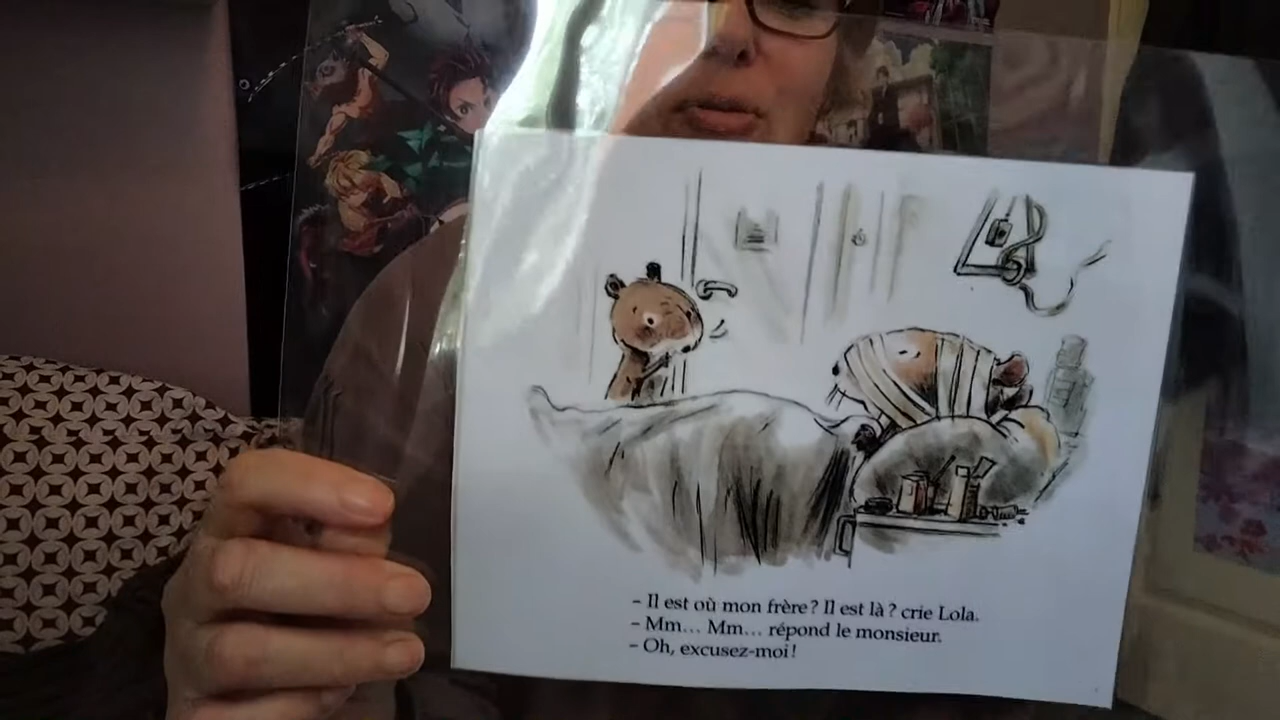 – Il est où mon frère ? Il est là ? crie Lola.
– Mm… Mm… répond le monsieur.
– Oh, excusez-moi !